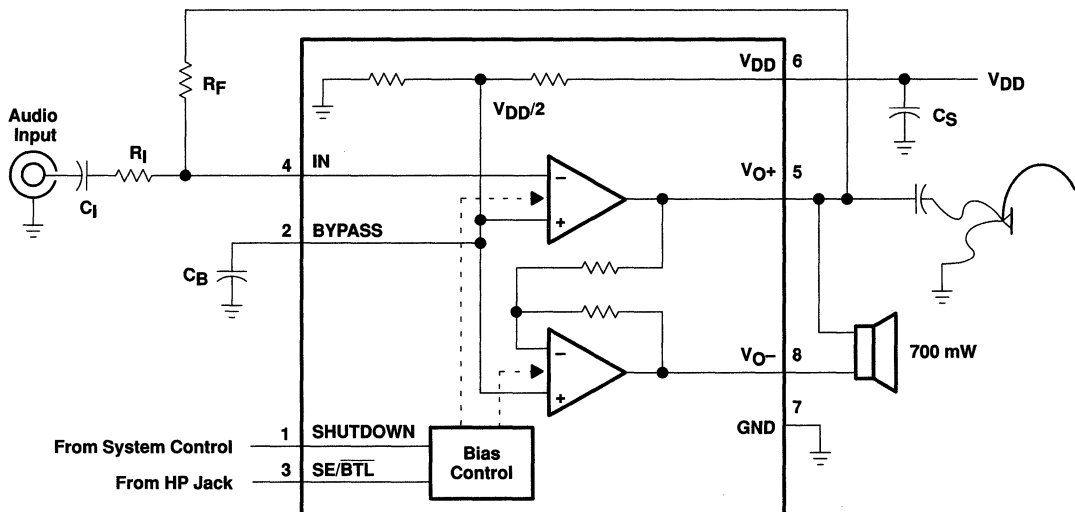 VDD 6
VDD
RF
VDD/2
CS
Audio
Input
RI
4 IN
VO+ 5
CI
2 BYPASS
CB
VO− 8
700 mW
7
GND
1 SHUTDOWN
From System Control
Bias
Control
3 SE/BTL
From HP Jack